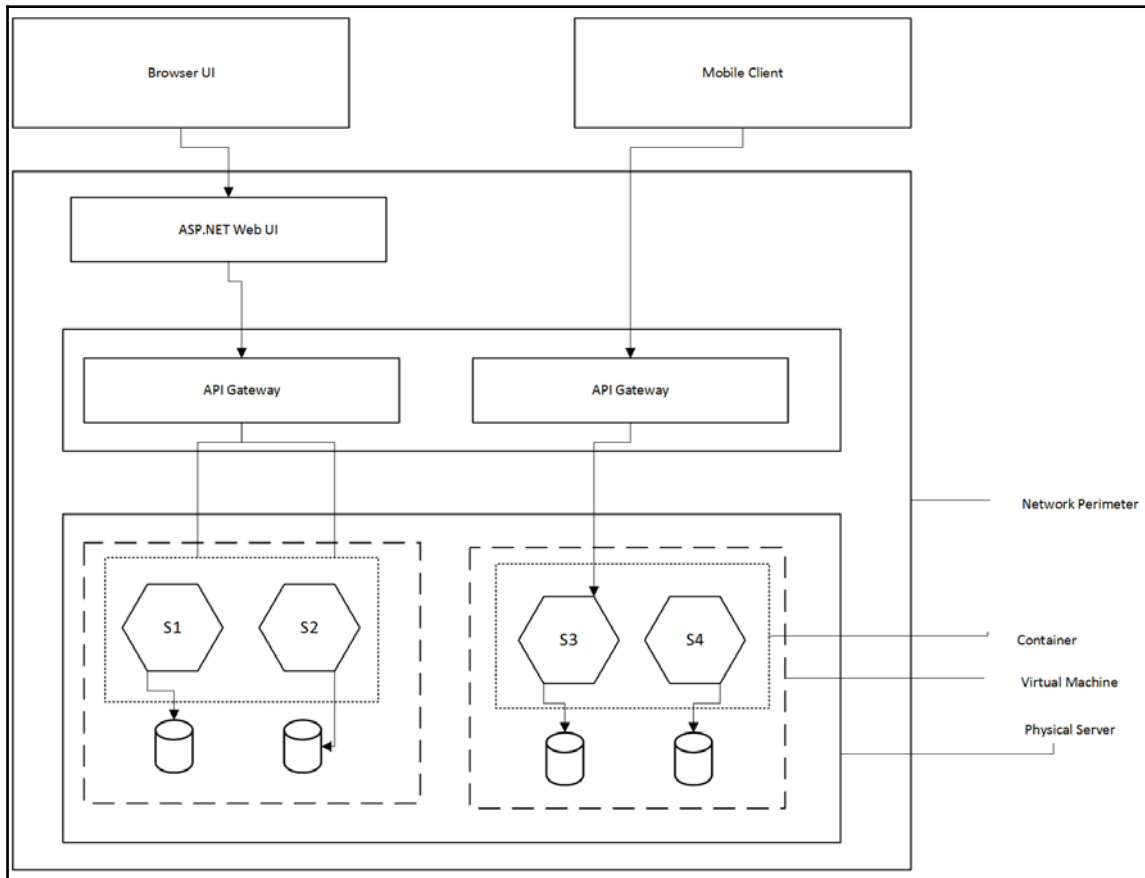 Browser UI
Mobile Client
ASP.NET Web UI
API Gateway
API Gateway
Network Perimeter
S1
S2
S3
S4
Container
Virtual Machine
Physical Server